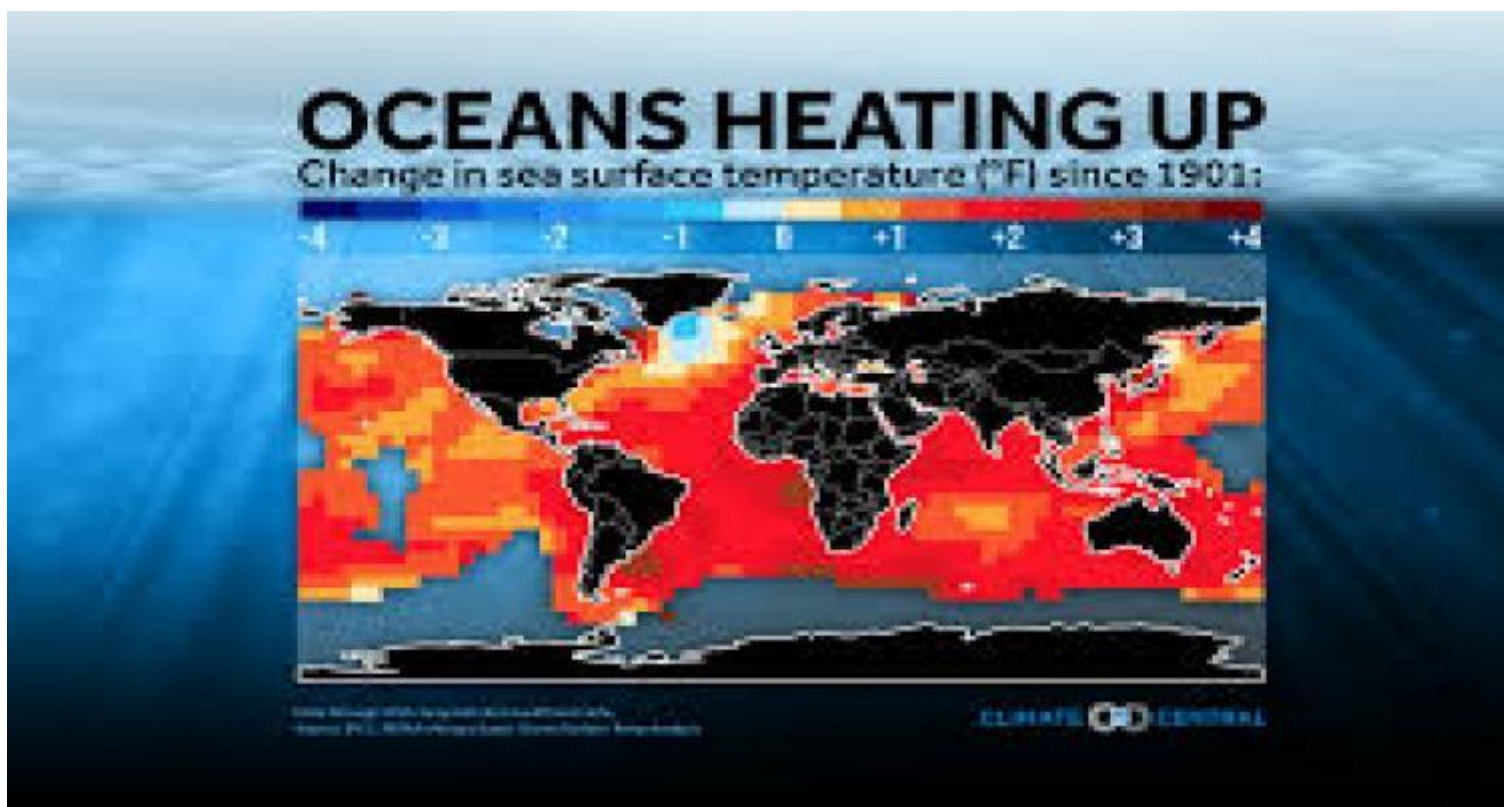 OCEANS HEATING UP
Change in sea surface temperature (°F) since 1901:
-4 -3 -2 -1 0 +1 +2 +3 +4
CLIMATE CENTRAL